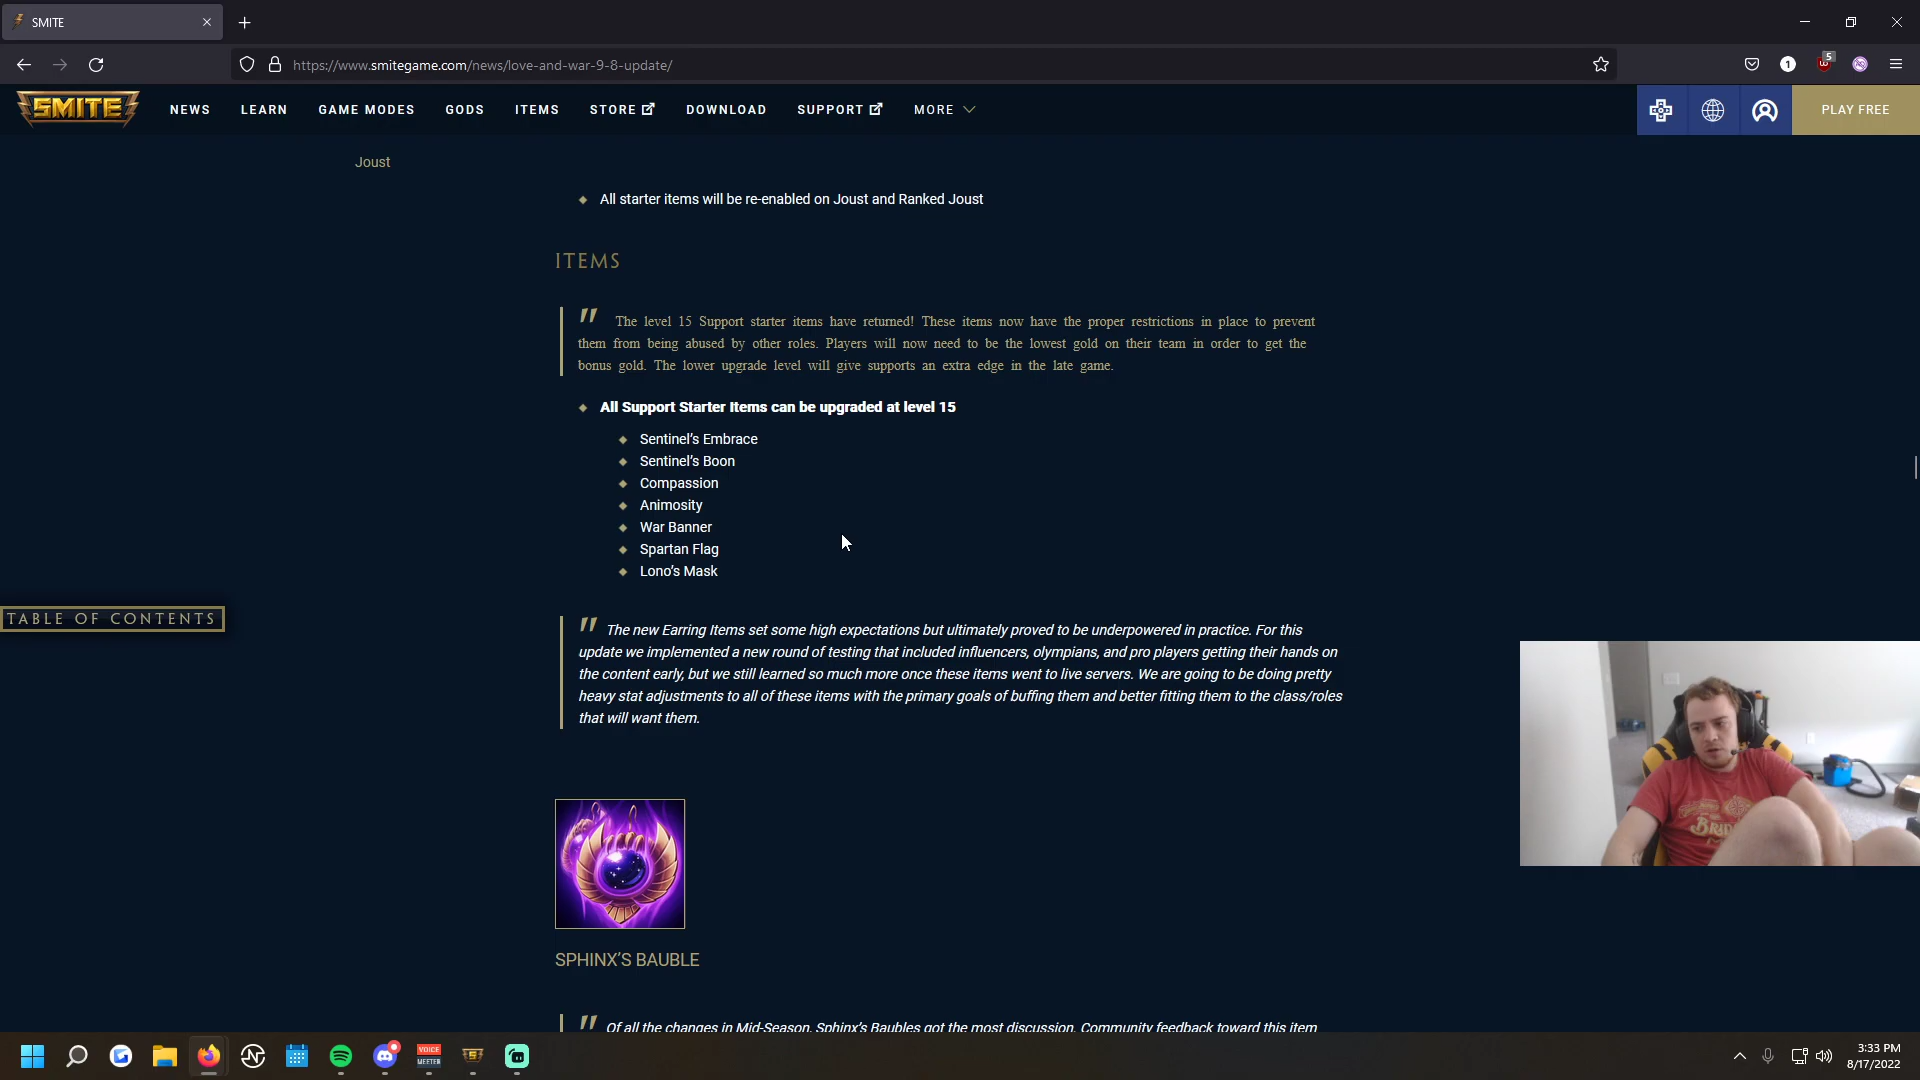 SMITE
https://www.smitegame.com/news/love-and-war-9-8-update/
1
5
SMITE
NEWS
LEARN
GAME MODES
GODS
ITEMS
STORE
DOWNLOAD
SUPPORT
MORE
PLAY FREE
Joust
All starter items will be re-enabled on Joust and Ranked Joust
ITEMS
" The level 15 Support starter items have returned! These items now have the proper restrictions in place to prevent
them from being abused by other roles. Players will now need to be the lowest gold on their team in order to get the
bonus gold. The lower upgrade level will give supports an extra edge in the late game.
All Support Starter Items can be upgraded at level 15
Sentinel's Embrace
Sentinel's Boon
Compassion
Animosity
War Banner
Spartan Flag
Lono's Mask
TABLE OF CONTENTS
" The new Earring Items set some high expectations but ultimately proved to be underpowered in practice. For this
update we implemented a new round of testing that included influencers, olympians, and pro players getting their hands on
the content early, but we still learned so much more once these items went to live servers. We are going to be doing pretty
heavy stat adjustments to all of these items with the primary goals of buffing them and better fitting them to the class/roles
that will want them.
SPHINX'S BAUBLE
" Of all the changes in Mid-Season, Sphinx's Baubles got the most discussion. Community feedback toward this item
VOICE
MEETER
3:33 PM
8/17/2022